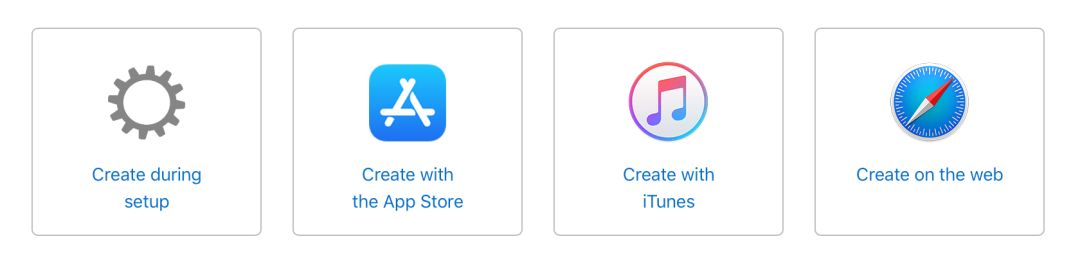 Create during
setup
Create with
the App Store
Create with
iTunes
Create on the web